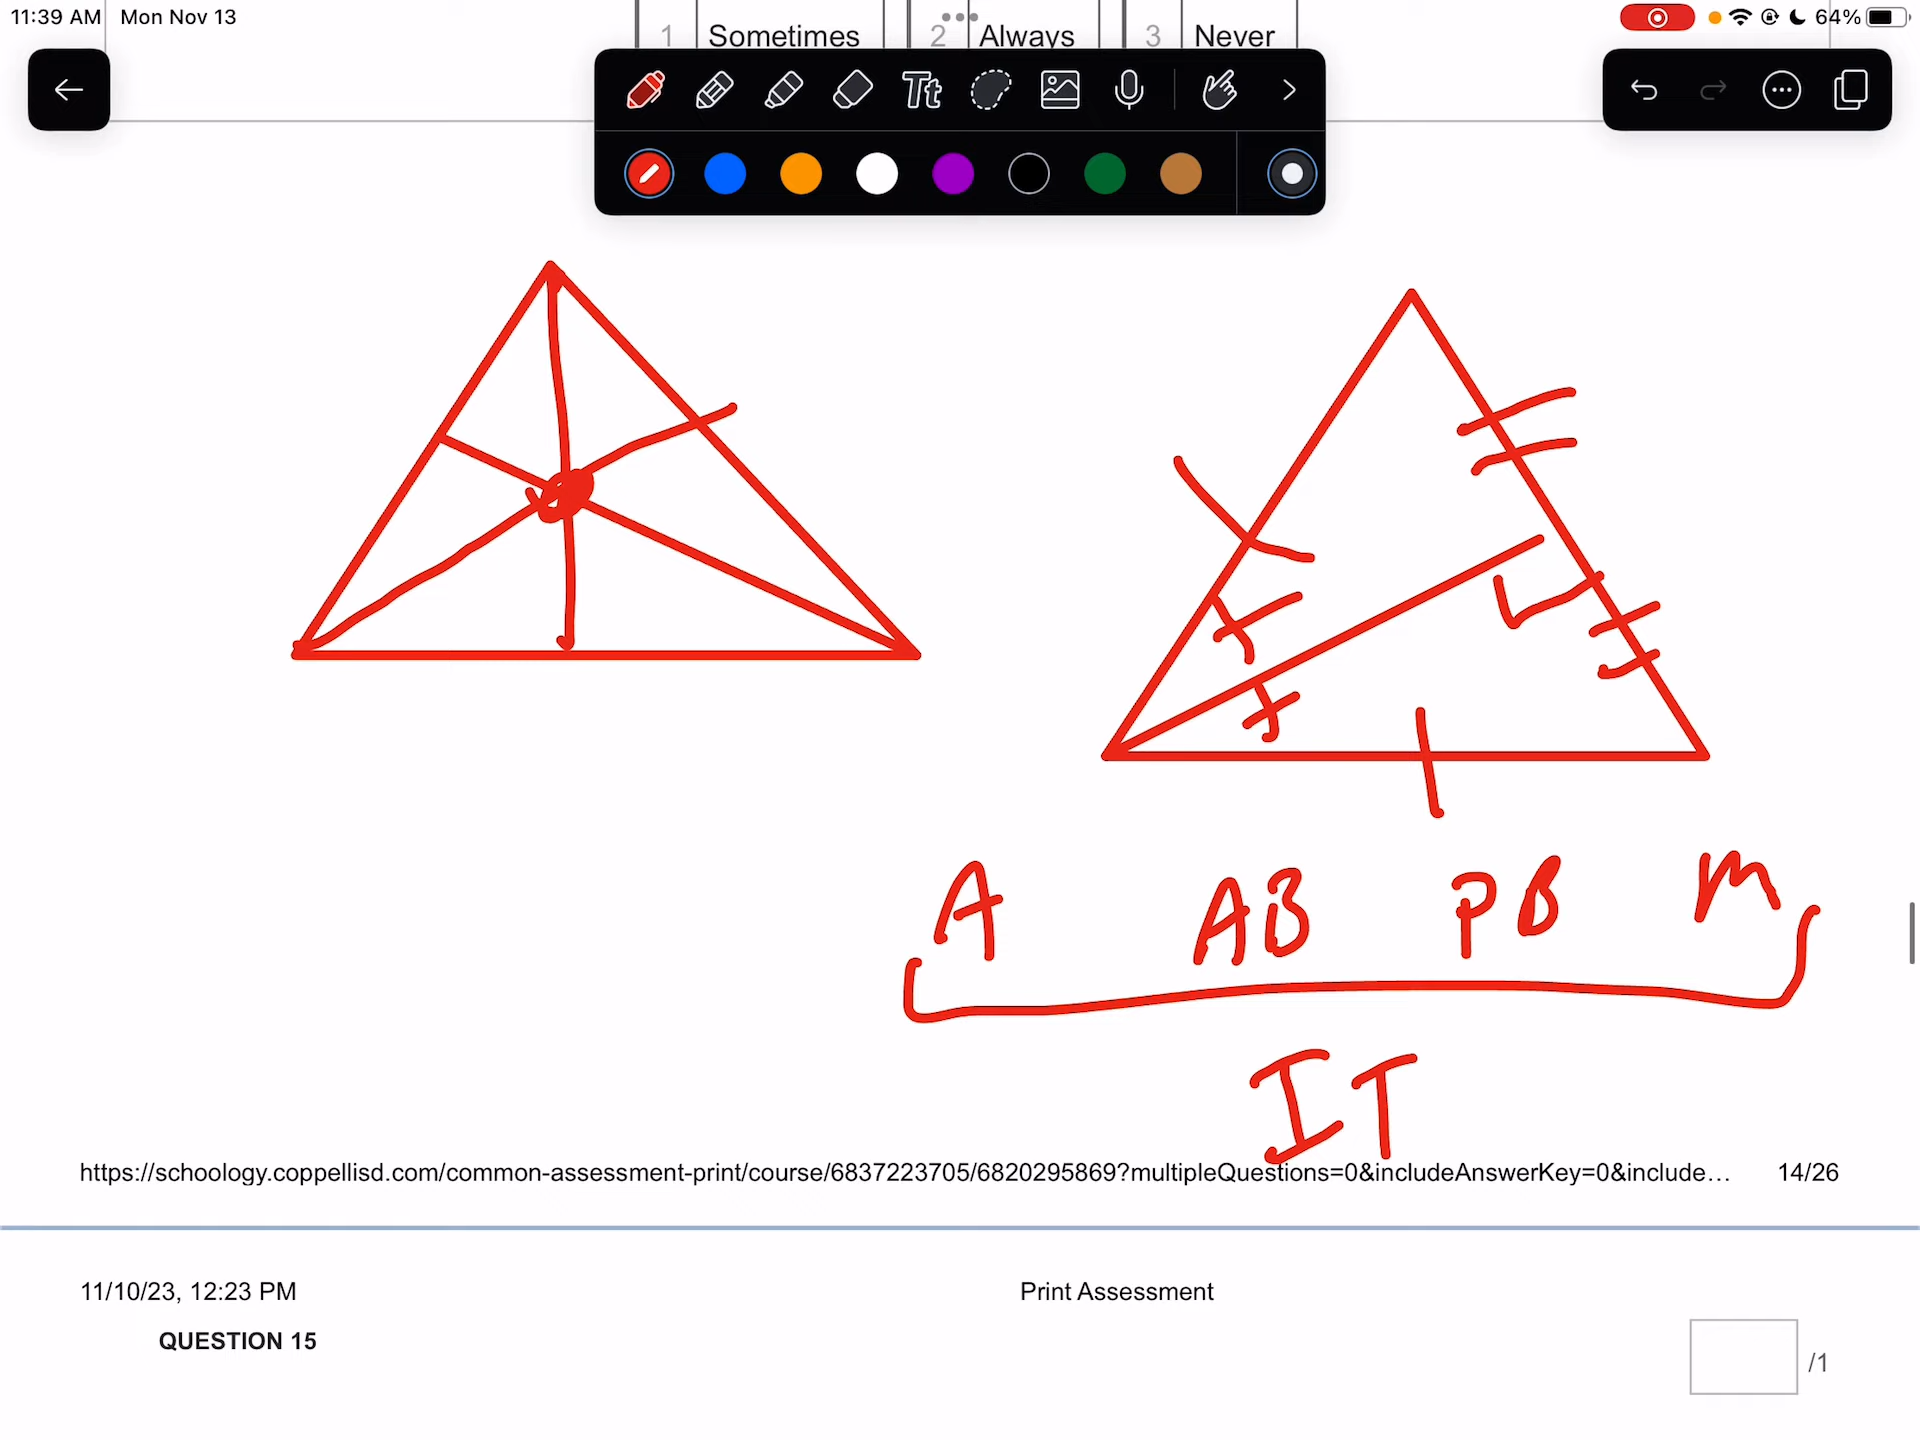 11:39 AM Mon Nov 13
64%
1 Sometimes 2 Always 3 Never
Tt
A AB PB M
IT
https://schoology.coppellisd.com/common-assessment-print/course/6837223705/6820295869?multipleQuestions=0&includeAnswerKey=0&include… 14/26
11/10/23, 12:23 PM Print Assessment
QUESTION 15
/1